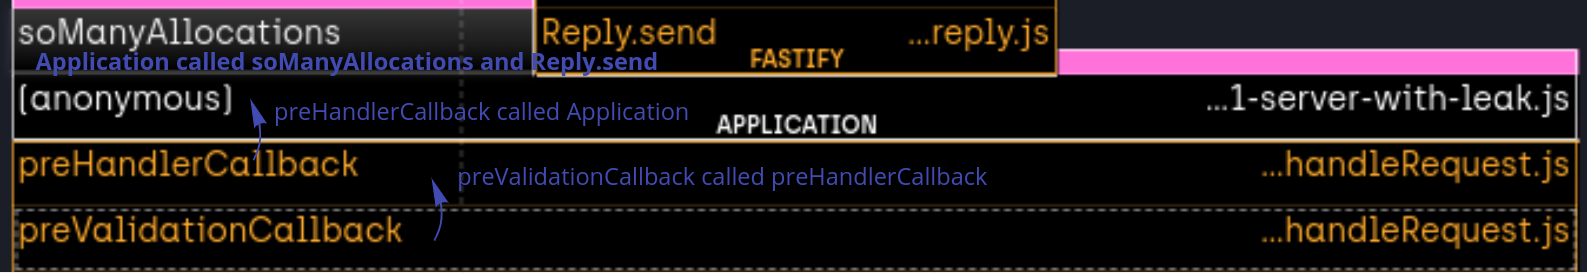 soManyAllocations
Reply.send ...reply.js
FASTIFY
Application called soManyAllocations and Reply.send
(anonymous) ...1-server-with-leak.js
preHandlerCallback called Application
APPLICATION
preHandlerCallback ...handleRequest.js
preValidationCallback called preHandlerCallback
preValidationCallback ...handleRequest.js